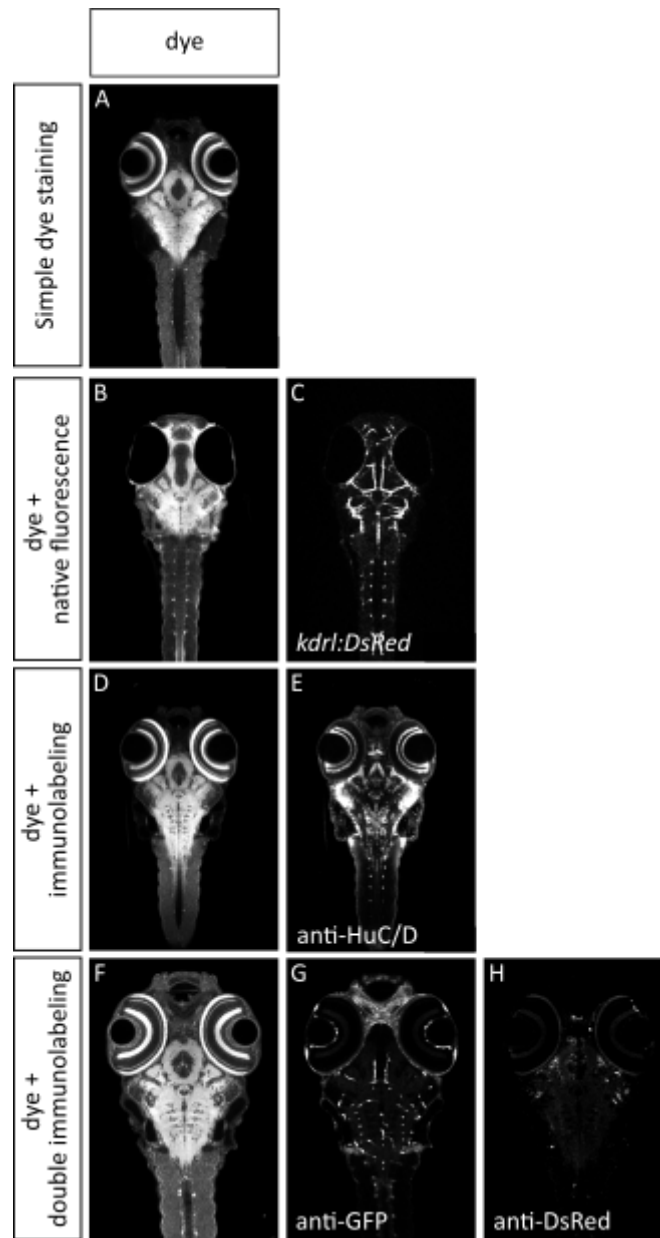 dye
Simple dye staining
A
dye +
native fluorescence
B
C
kdrl:DsRed
dye +
immunolabeling
D
E
anti-HuC/D
dye +
double immunolabeling
F
G
H
anti-GFP
anti-DsRed